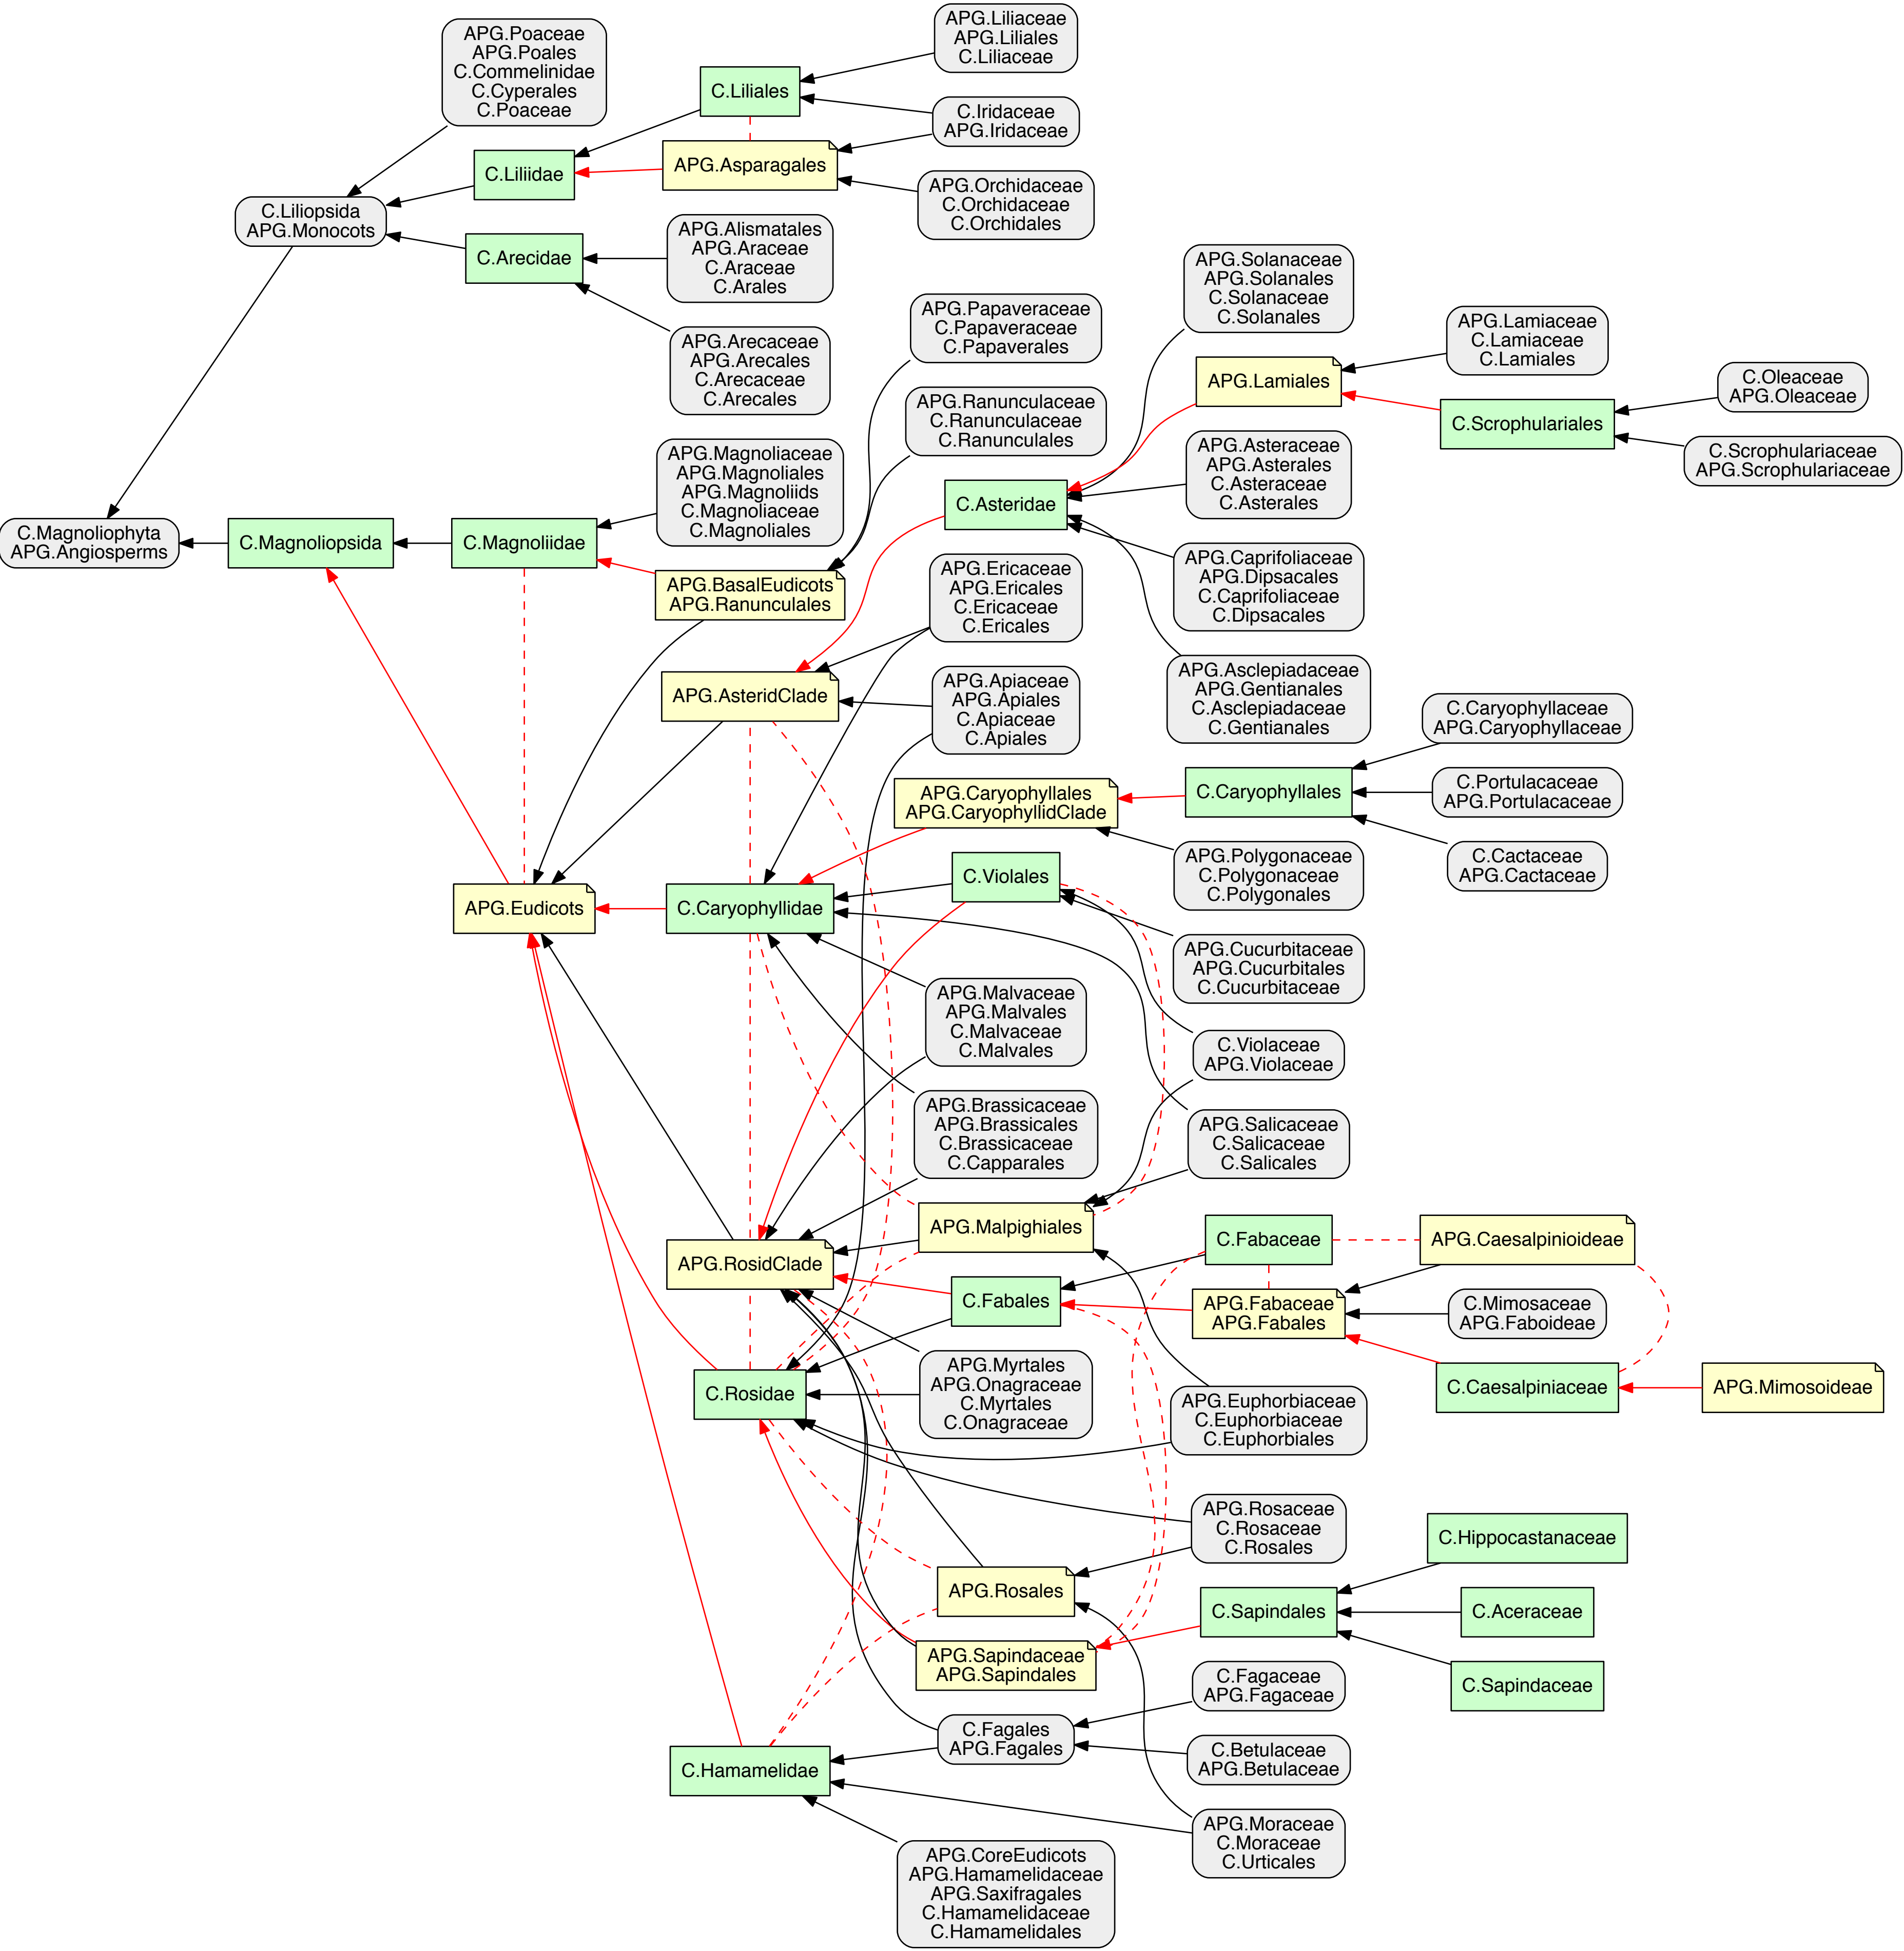 APG.Liliaceae
APG.Liliales
C.Liliaceae
APG.Poaceae
APG.Poales
C.Commelinidae
C.Cyperales
C.Poaceae
C.Liliales
C.Iridaceae
APG.Iridaceae
APG.Asparagales
C.Liliidae
APG.Orchidaceae
C.Orchidaceae
C.Orchidales
C.Liliopsida
APG.Monocots
C.Arecidae
APG.Alismatales
APG.Araceae
C.Araceae
C.Arales
APG.Arecaceae
APG.Arecales
C.Arecaceae
C.Arecales
APG.Solanaceae
APG.Solanales
C.Solanaceae
C.Solanales
APG.Papaveraceae
C.Papaveraceae
C.Papaverales
APG.Lamiaceae
C.Lamiaceae
C.Lamiales
APG.Lamiales
C.Oleaceae
APG.Oleaceae
APG.Ranunculaceae
C.Ranunculaceae
C.Ranunculales
C.Scrophulariales
C.Scrophulariaceae
APG.Scrophulariaceae
APG.Asteraceae
APG.Asterales
C.Asteraceae
C.Asterales
APG.Magnoliaceae
APG.Magnoliales
APG.Magnoliids
C.Magnoliaceae
C.Magnoliales
C.Asteridae
C.Magnoliophyta
APG.Angiosperms
C.Magnoliopsida
C.Magnoliidae
APG.BasalEudicots
APG.Ranunculales
APG.Ericaceae
APG.Ericales
C.Ericaceae
C.Ericales
APG.Caprifoliaceae
APG.Dipsacales
C.Caprifoliaceae
C.Dipsacales
APG.AsteridClade
APG.Apiaceae
APG.Apiales
C.Apiaceae
C.Apiales
APG.Asclepiadaceae
APG.Gentianales
C.Asclepiadaceae
C.Gentianales
C.Caryophyllaceae
APG.Caryophyllaceae
APG.Caryophyllales
APG.CaryophyllidClade
C.Caryophyllales
C.Portulacaceae
APG.Portulacaceae
C.Cactaceae
APG.Cactaceae
APG.Polygonaceae
C.Polygonaceae
C.Polygonales
C.Violales
APG.Eudicots
C.Caryophyllidae
APG.Cucurbitaceae
APG.Cucurbitales
C.Cucurbitaceae
APG.Malvaceae
APG.Malvales
C.Malvaceae
C.Malvales
C.Violaceae
APG.Violaceae
APG.Brassicaceae
APG.Brassicales
C.Brassicaceae
C.Capparales
APG.Salicaceae
C.Salicaceae
C.Salicales
APG.Malpighiales
APG.RosidClade
C.Fabaceae
APG.Caesalpinioideae
C.Fabales
APG.Fabaceae
APG.Fabales
C.Mimosaceae
APG.Faboideae
C.Rosidae
APG.Myrtales
APG.Onagraceae
C.Myrtales
C.Onagraceae
C.Caesalpiniaceae
APG.Mimosoideae
APG.Euphorbiaceae
C.Euphorbiaceae
C.Euphorbiales
APG.Rosaceae
C.Rosaceae
C.Rosales
C.Hippocastanaceae
APG.Rosales
C.Sapindales
C.Aceraceae
APG.Sapindaceae
APG.Sapindales
C.Sapindaceae
C.Fagaceae
APG.Fagaceae
C.Fagales
APG.Fagales
C.Betulaceae
APG.Betulaceae
C.Hamamelidae
APG.Moraceae
C.Moraceae
C.Urticales
APG.CoreEudicots
APG.Hamamelidaceae
APG.Saxifragales
C.Hamamelidaceae
C.Hamamelidales